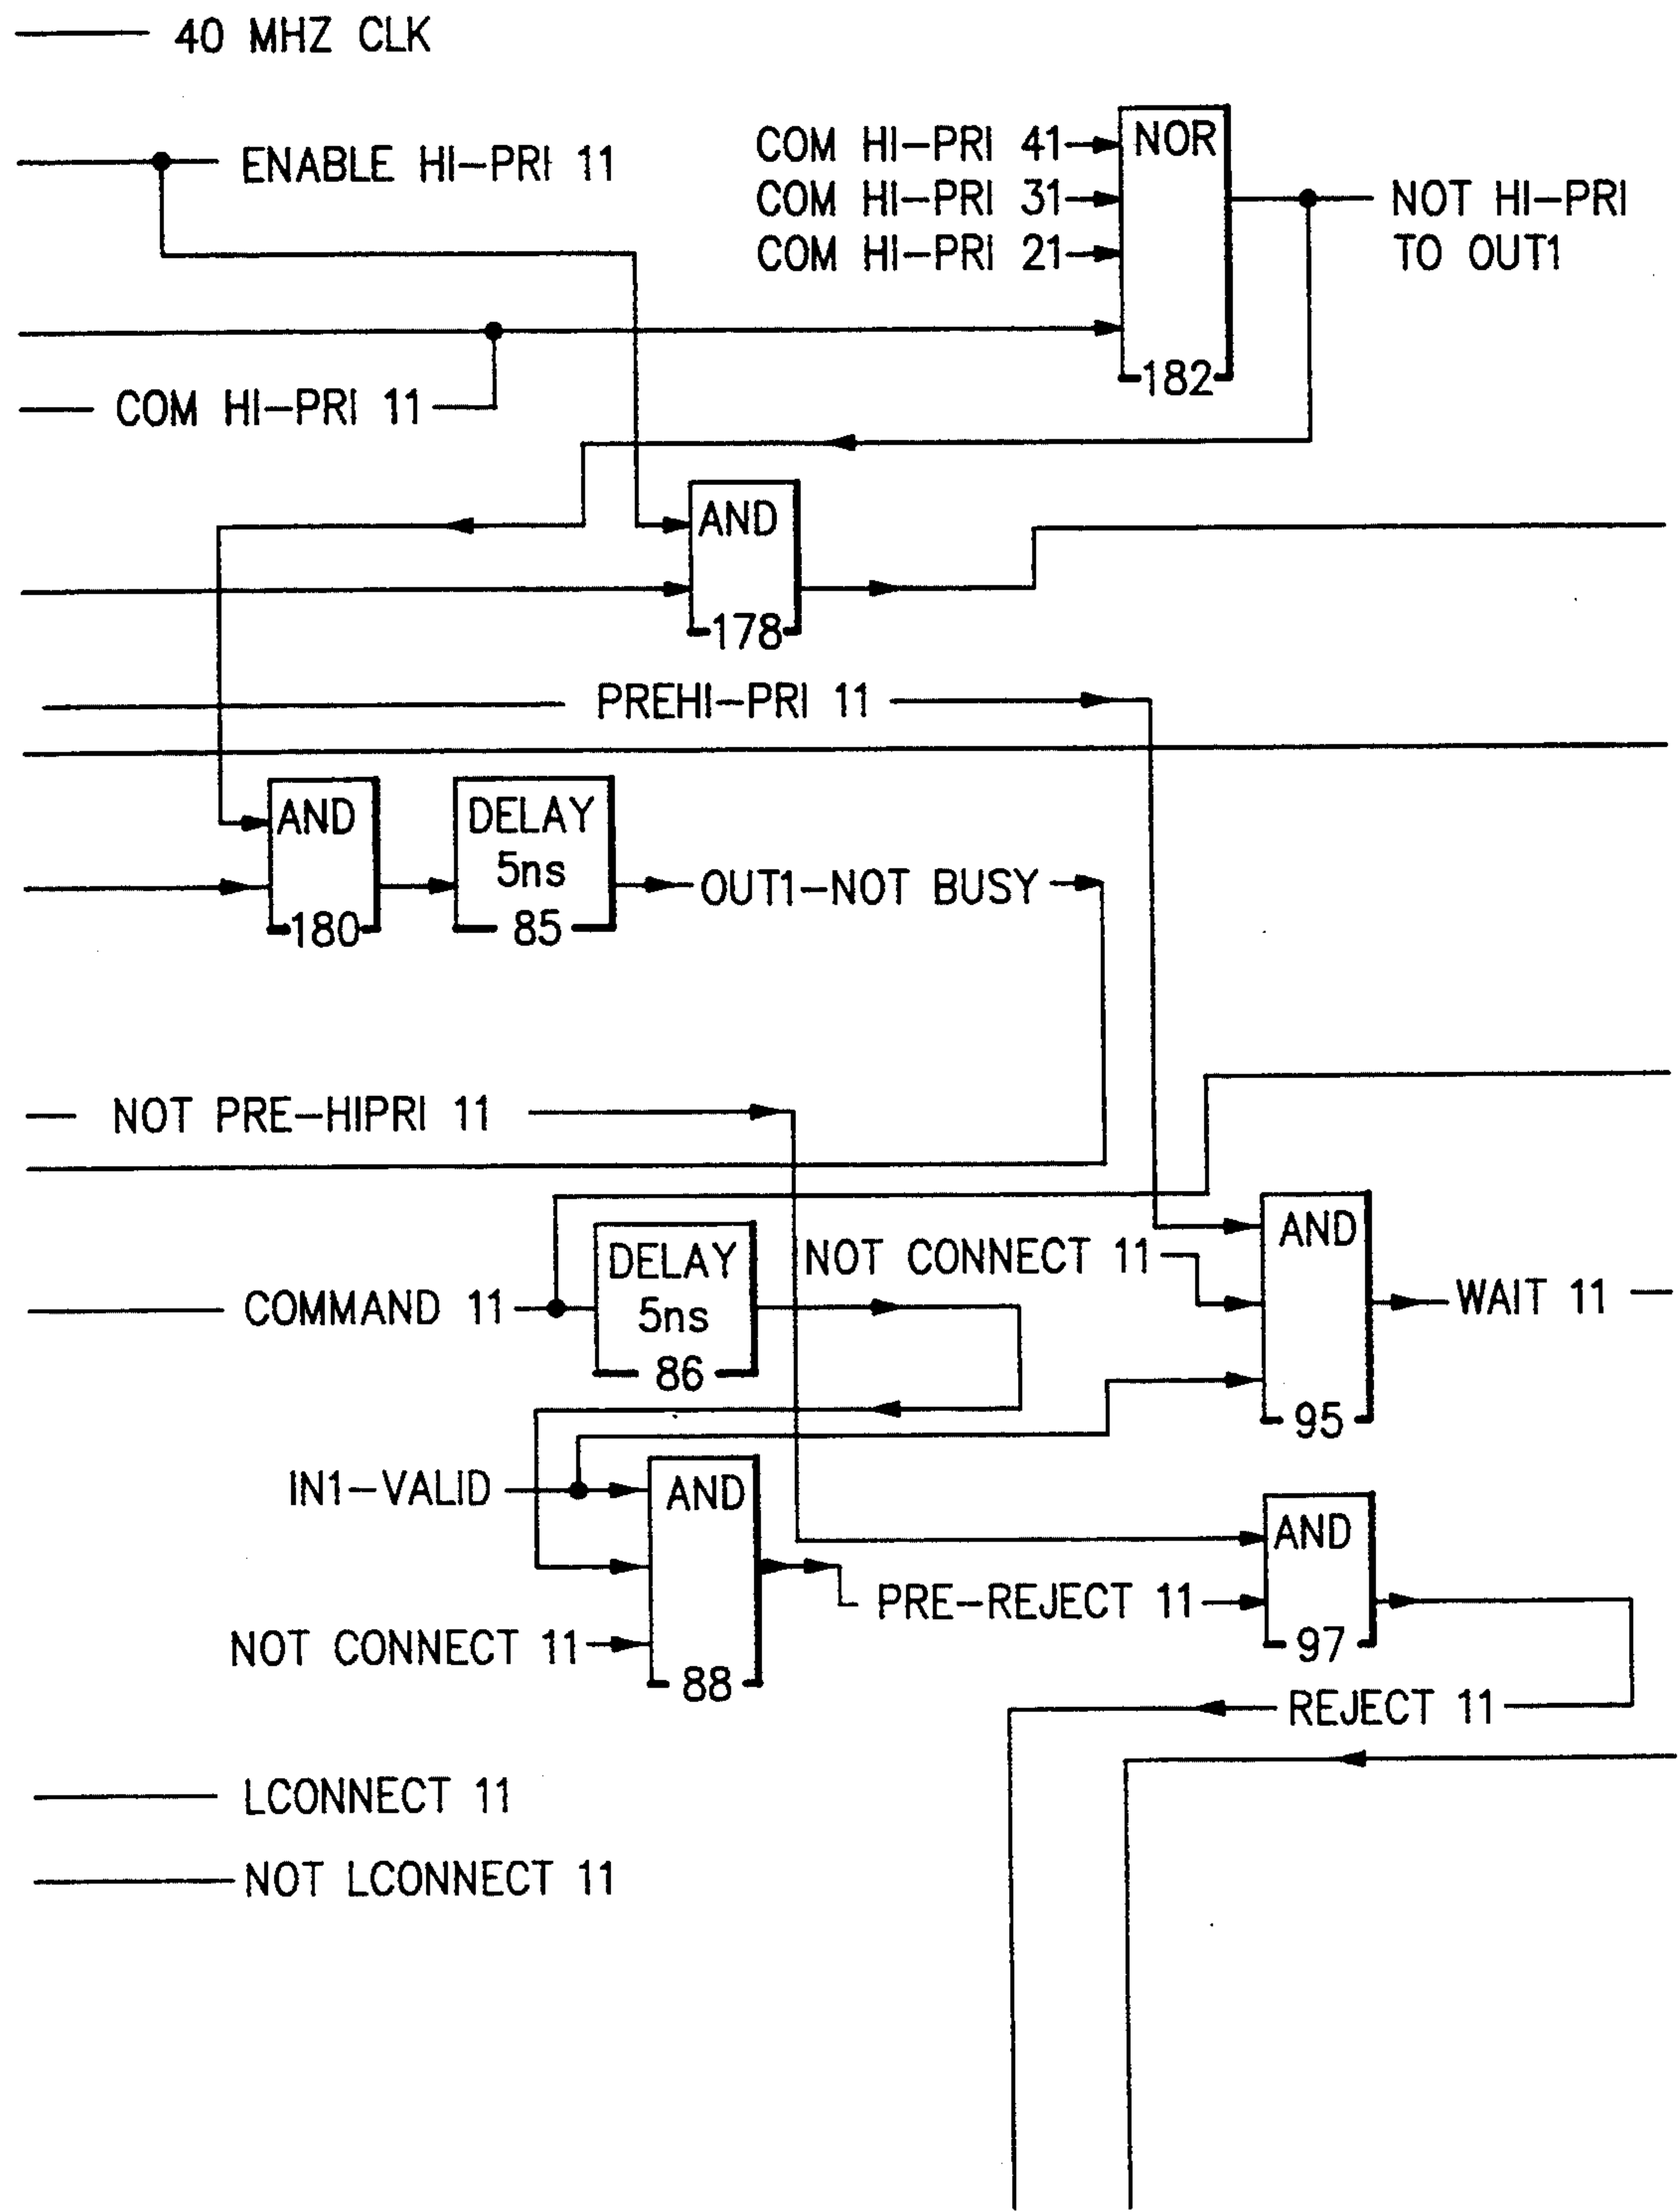 40 MHZ CLK
ENABLE HI-PRI 11
COM HI-PRI 41
COM HI-PRI 31
COM HI-PRI 21
NOR
182
NOT HI-PRI
TO OUT1
COM HI-PRI 11
AND
178
PREHI-PRI 11
AND
180
DELAY
5ns
85
OUT1-NOT BUSY
NOT PRE-HIPRI 11
COMMAND 11
DELAY
5ns
86
NOT CONNECT 11
AND
95
WAIT 11
IN1-VALID
AND
88
NOT CONNECT 11
PRE-REJECT 11
AND
97
REJECT 11
LCONNECT 11
NOT LCONNECT 11